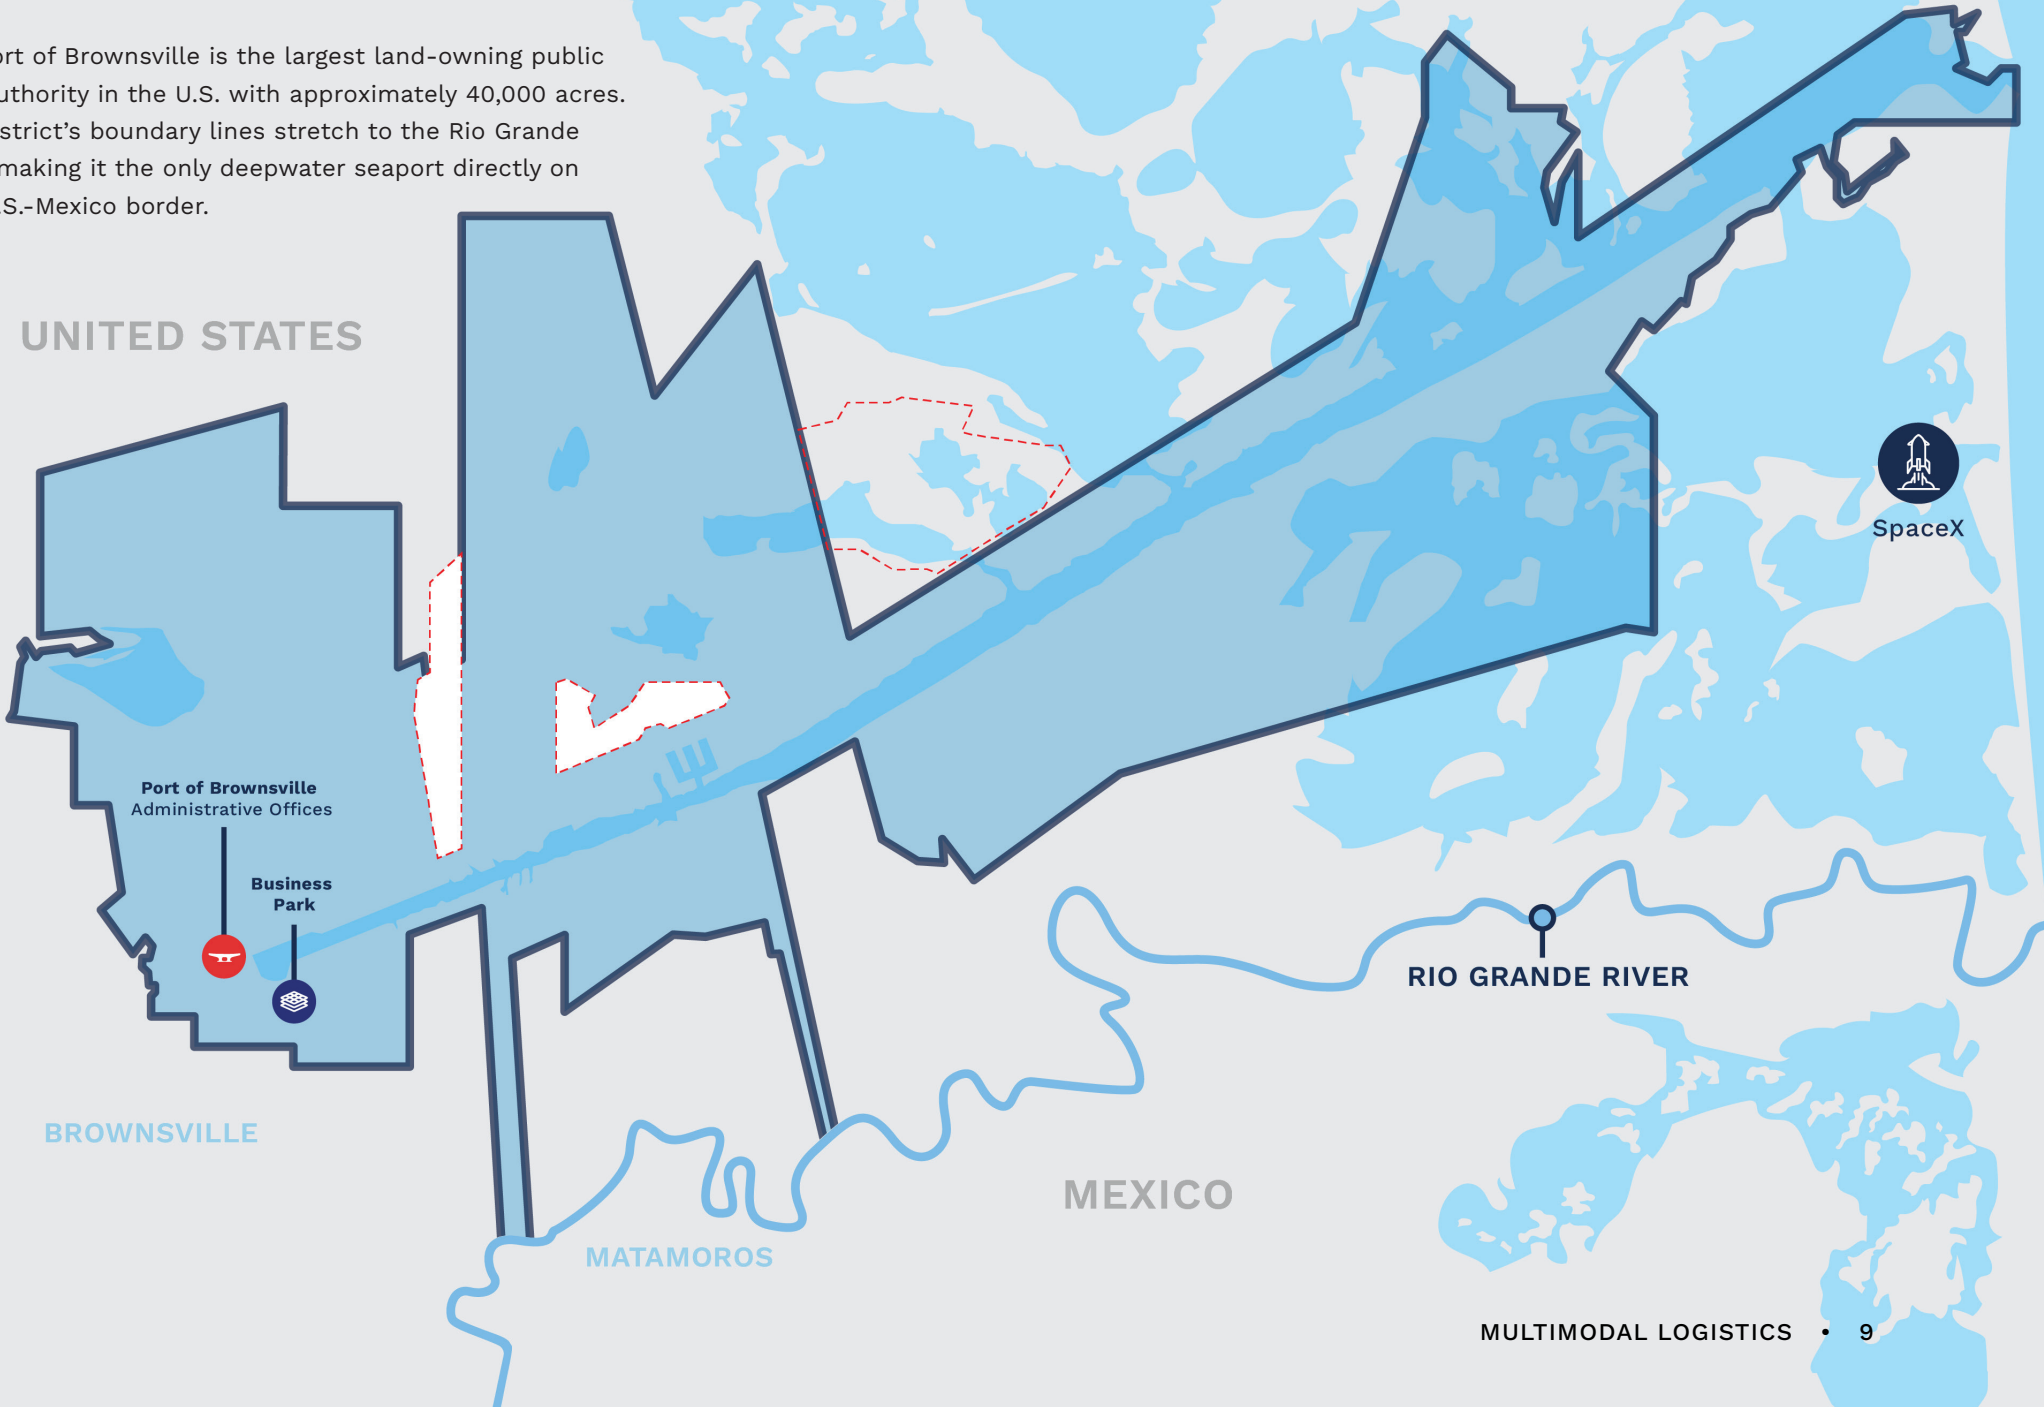 ort of Brownsville is the largest land-owning public
uthority in the U.S. with approximately 40,000 acres.
strict's boundary lines stretch to the Rio Grande
making it the only deepwater seaport directly on
.S.-Mexico border.
UNITED STATES
SpaceX
Port of Brownsville
Administrative Offices
Business
Park
RIO GRANDE RIVER
BROWNSVILLE
MEXICO
MATAMOROS
MULTIMODAL LOGISTICS • 9